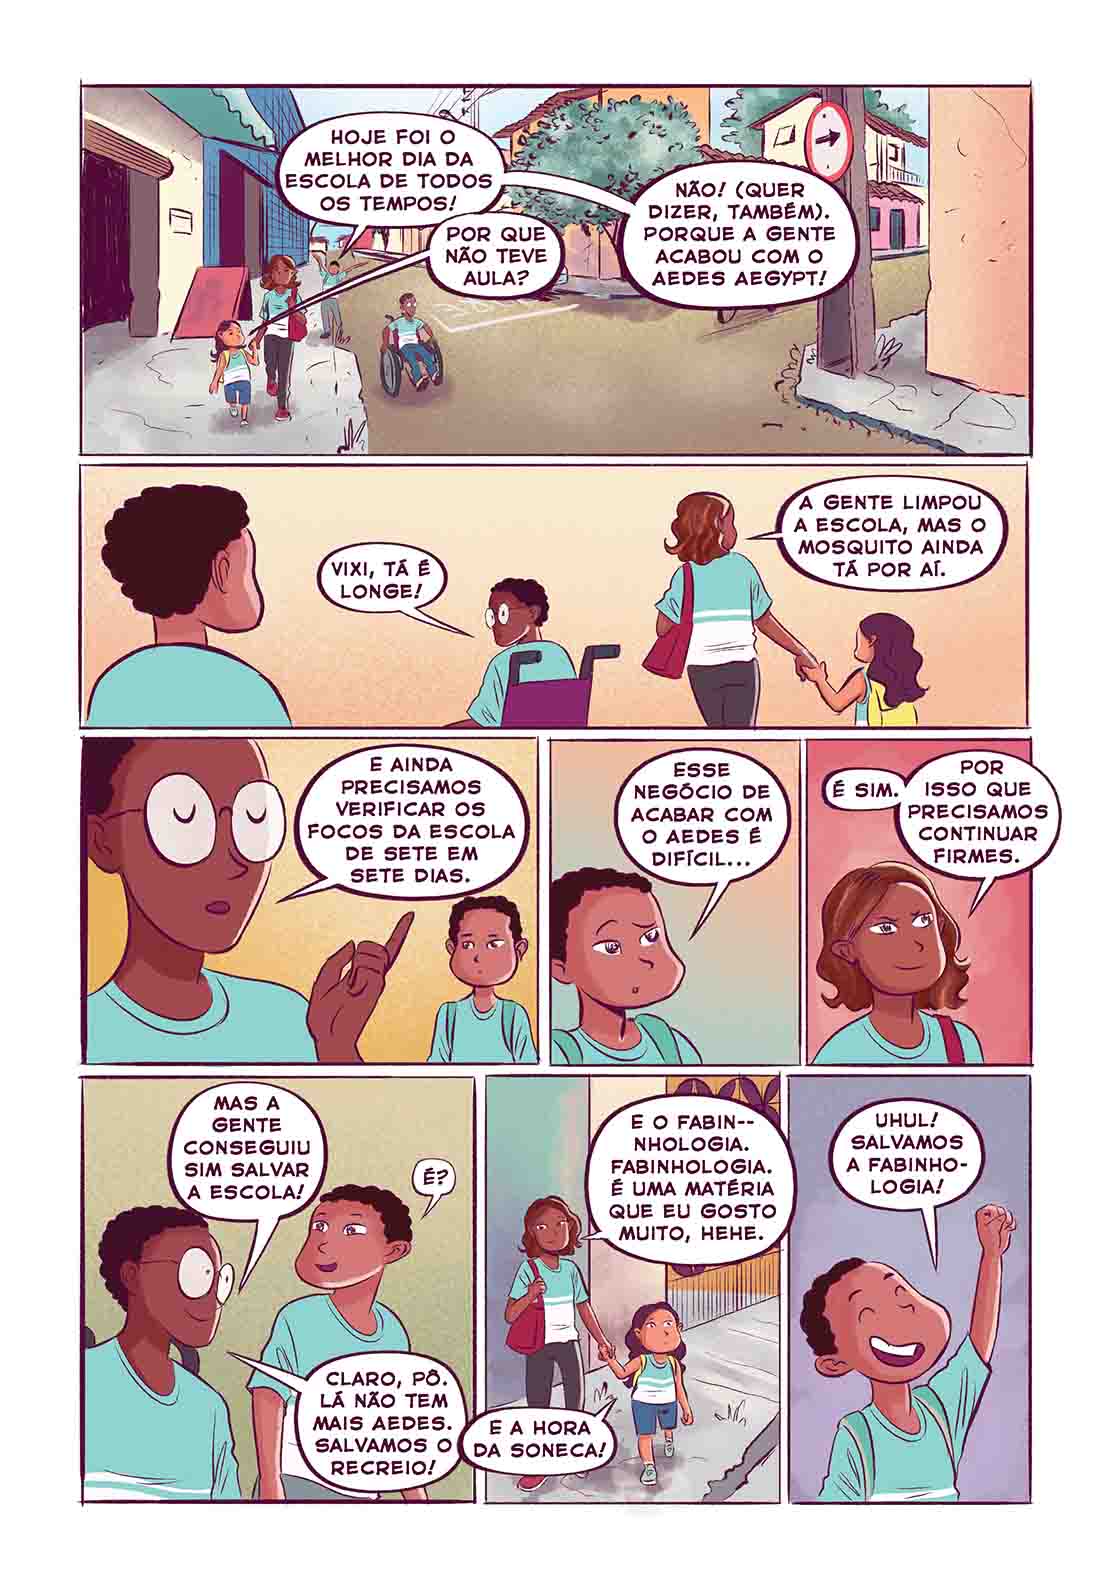 HOJE FOI O
MELHOR DIA DA
ESCOLA DE TODOS
OS TEMPOS!
POR QUE
NÃO TEVE
AULA?
NÃO! (QUER
DIZER, TAMBÉM).
PORQUE A GENTE
ACABOU COM O
AEDES AEGYPT!
VIXI, TÁ É
LONGE!
A GENTE LIMPOU
A ESCOLA, MAS O
MOSQUITO AINDA
TÁ POR AÍ.
E AINDA
PRECISAMOS
VERIFICAR OS
FOCOS DA ESCOLA
DE SETE EM
SETE DIAS.
ESSE
NEGÓCIO DE
ACABAR COM
O AEDES É
DIFÍCIL...
É SIM.
POR
ISSO QUE
PRECISAMOS
CONTINUAR
FIRMES.
MAS A
GENTE
CONSEGUIU
SIM SALVAR
A ESCOLA!
É?
CLARO, PÔ.
LÁ NÃO TEM
MAIS AEDES.
SALVAMOS O
RECREIO!
E O FABIN--
NHOLOGIA.
FABINHOLOGIA.
É UMA MATÉRIA
QUE EU GOSTO
MUITO, HEHE.
E A HORA
DA SONECA!
UHUL!
SALVAMOS
A FABINHO-
LOGIA!